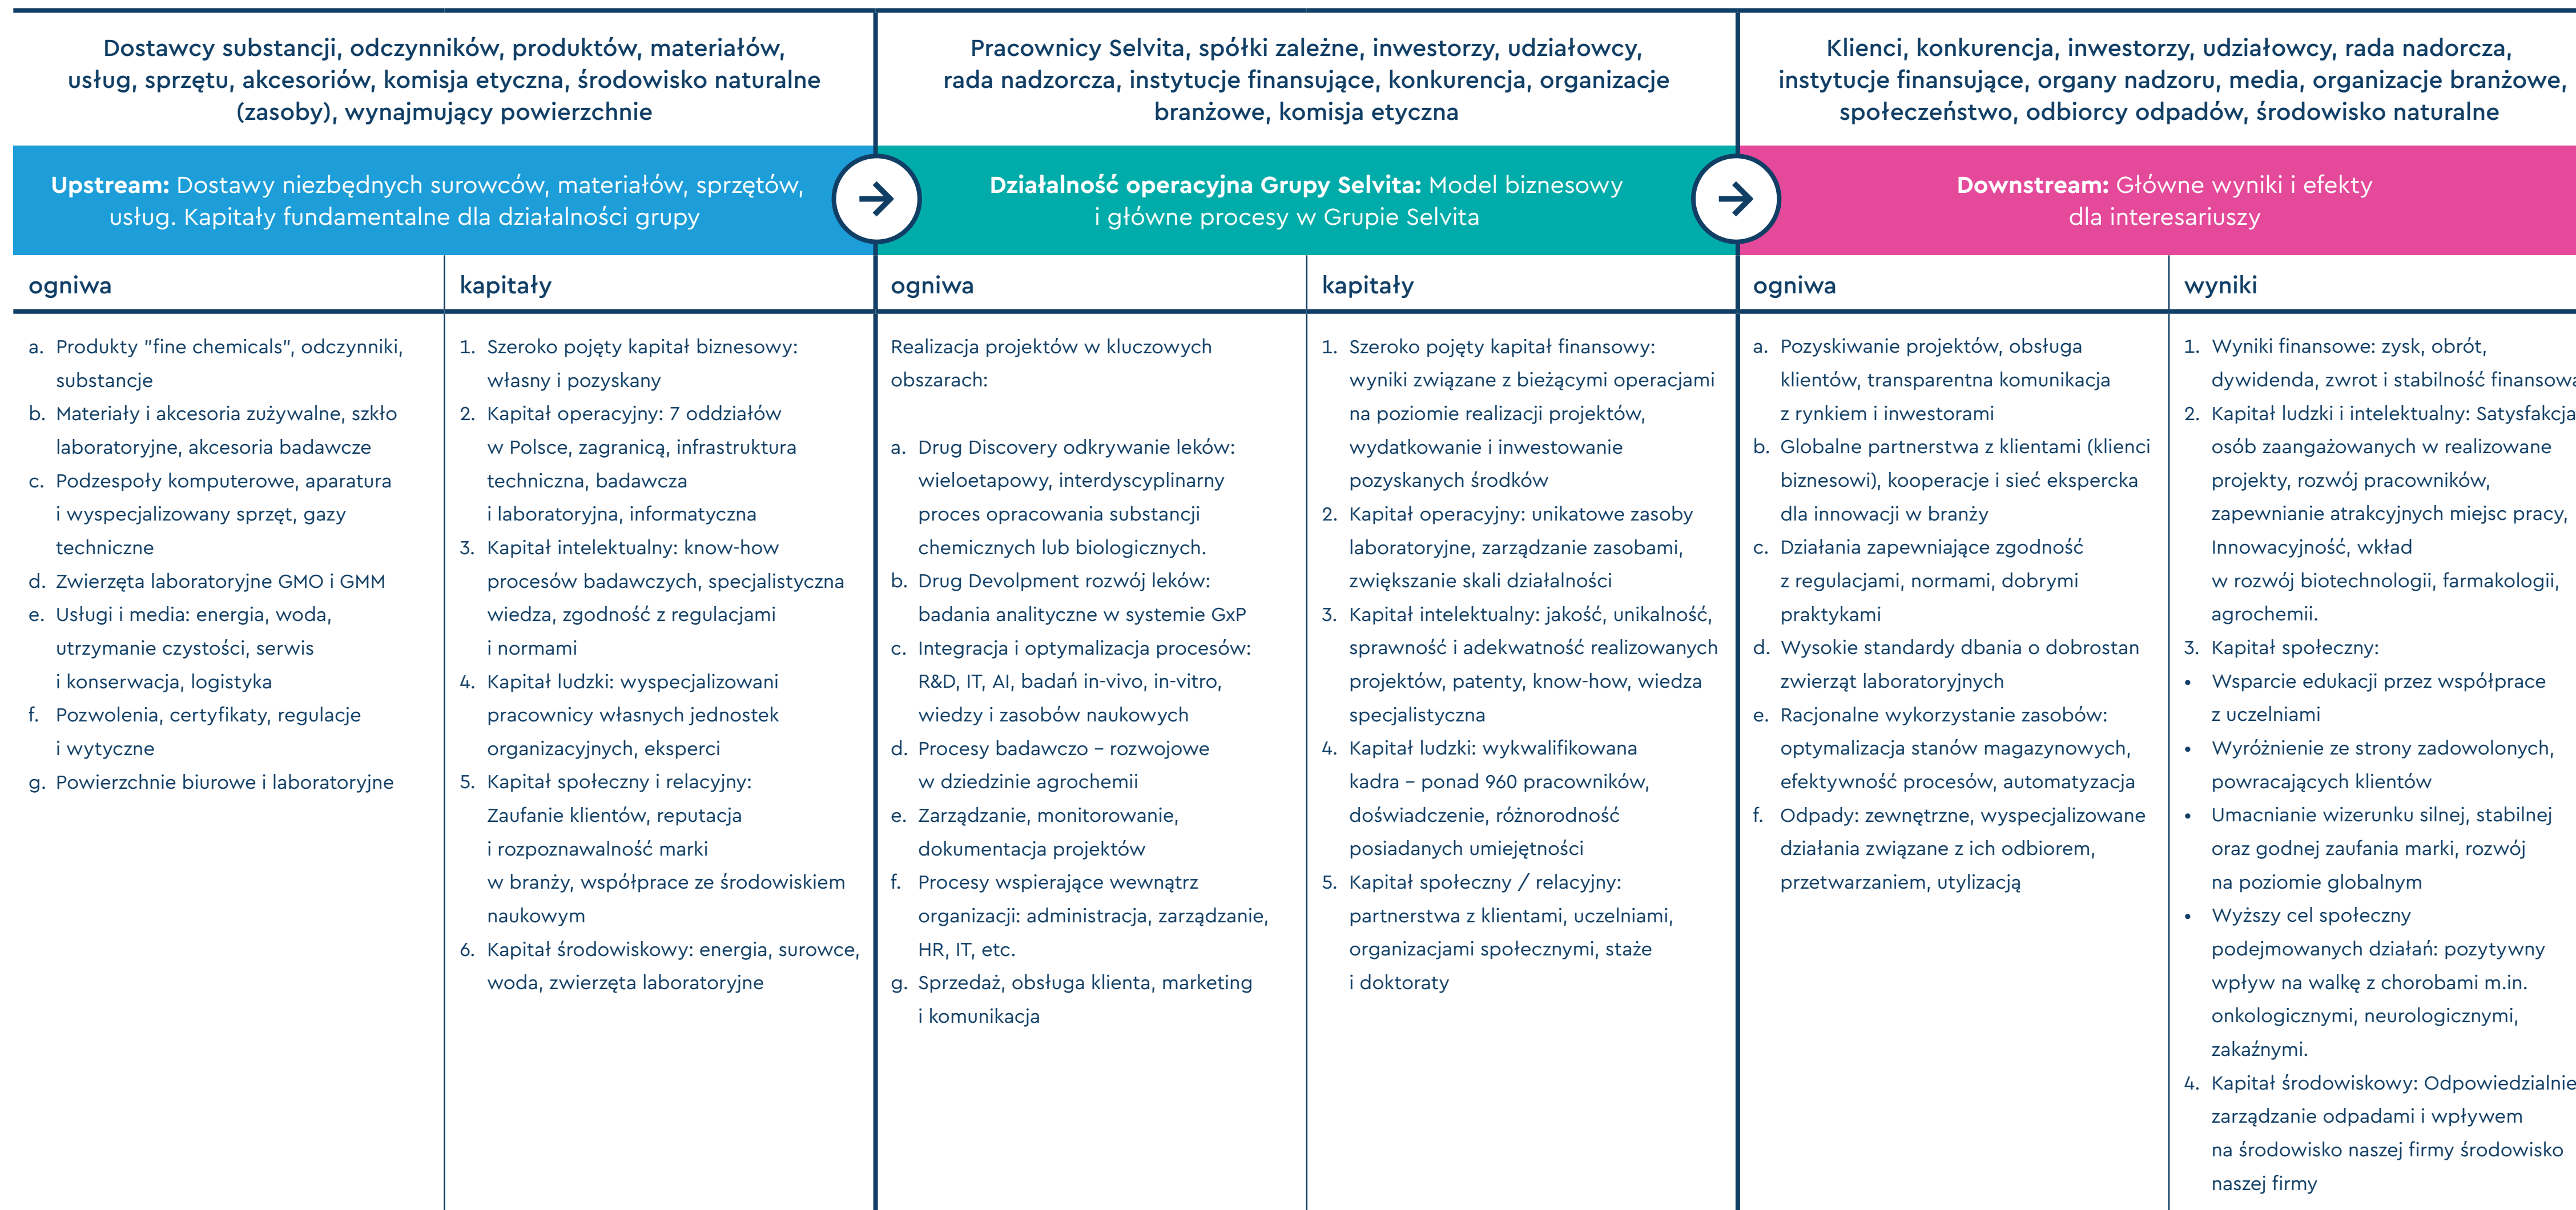 Dostawcy substancji, odczynników, produktów, materiałów,
usług, sprzętu, akcesoriów, komisja etyczna, środowisko naturalne
(zasoby), wynajmujący powierzchnie
Pracownicy Selvita, spółki zależne, inwestorzy, udziałowcy,
rada nadzorcza, instytucje finansujące, konkurencja, organizacje
branżowe, komisja etyczna
Klienci, konkurencja, inwestorzy, udziałowcy, rada nadorcza,
instytucje finansujące, organy nadzoru, media, organizacje branżowe,
społeczeństwo, odbiorcy odpadów, środowisko naturalne
Upstream: Dostawy niezbędnych surowców, materiałów, sprzętów,
usług. Kapitały fundamentalne dla działalności grupy
Działalność operacyjna Grupy Selvita: Model biznesowy
i główne procesy w Grupie Selvita
Downstream: Główne wyniki i efekty
dla interesariuszy
ogniwa
a. Produkty "fine chemicals", odczynniki,
substancje
b. Materiały i akcesoria zużywalne, szkło
laboratoryjne, akcesoria badawcze
c. Podzespoły komputerowe, aparatura
i wyspecjalizowany sprzęt, gazy
techniczne
d. Zwierzęta laboratoryjne GMO i GMM
e. Usługi i media: energia, woda,
utrzymanie czystości, serwis
i konserwacja, logistyka
f. Pozwolenia, certyfikaty, regulacje
i wytyczne
g. Powierzchnie biurowe i laboratoryjne
kapitały
1. Szeroko pojęty kapitał biznesowy:
własny i pozyskany
2. Kapitał operacyjny: 7 oddziałów
w Polsce, zagranicą, infrastruktura
techniczna, badawcza
i laboratoryjna, informatyczna
3. Kapitał intelektualny: know-how
procesów badawczych, specjalistyczna
wiedza, zgodność z regulacjami
i normami
4. Kapitał ludzki: wyspecjalizowani
pracownicy własnych jednostek
organizacyjnych, eksperci
5. Kapitał społeczny i relacyjny:
Zaufanie klientów, reputacja
i rozpoznawalność marki
w branży, współprace ze środowiskiem
naukowym
6. Kapitał środowiskowy: energia, surowce,
woda, zwierzęta laboratoryjne
ogniwa
Realizacja projektów w kluczowych
obszarach:
a. Drug Discovery odkrywanie leków:
wieloetapowy, interdyscyplinarny
proces opracowania substancji
chemicznych lub biologicznych.
b. Drug Devolpment rozwój leków:
badania analityczne w systemie GxP
c. Integracja i optymalizacja procesów:
R&D, IT, AI, badań in-vivo, in-vitro,
wiedzy i zasobów naukowych
d. Procesy badawczo – rozwojowe
w dziedzinie agrochemii
e. Zarządzanie, monitorowanie,
dokumentacja projektów
f. Procesy wspierające wewnątrz
organizacji: administracja, zarządzanie,
HR, IT, etc.
g. Sprzedaż, obsługa klienta, marketing
i komunikacja
kapitały
1. Szeroko pojęty kapitał finansowy:
wyniki związane z bieżącymi operacjami
na poziomie realizacji projektów,
wydatkowanie i inwestowanie
pozyskanych środków
2. Kapitał operacyjny: unikatowe zasoby
laboratoryjne, zarządzanie zasobami,
zwiększanie skali działalności
3. Kapitał intelektualny: jakość, unikalność,
sprawność i adekwatność realizowanych
projektów, patenty, know-how, wiedza
specjalistyczna
4. Kapitał ludzki: wykwalifikowana
kadra – ponad 960 pracowników,
doświadczenie, różnorodność
posiadanych umiejętności
5. Kapitał społeczny / relacyjny:
partnerstwa z klientami, uczelniami,
organizacjami społecznymi, staże
i doktoraty
ogniwa
a. Pozyskiwanie projektów, obsługa
klientów, transparentna komunikacja
z rynkiem i inwestorami
b. Globalne partnerstwa z klientami (klienci
biznesowi), kooperacje i sieć ekspercka
dla innowacji w branży
c. Działania zapewniające zgodność
z regulacjami, normami, dobrymi
praktykami
d. Wysokie standardy dbania o dobrostan
zwierząt laboratoryjnych
e. Racjonalne wykorzystanie zasobów:
optymalizacja stanów magazynowych,
efektywność procesów, automatyzacja
f. Odpady: zewnętrzne, wyspecjalizowane
działania związane z ich odbiorem,
przetwarzaniem, utylizacją
wyniki
1. Wyniki finansowe: zysk, obrót,
dywidenda, zwrot i stabilność finansowa
2. Kapitał ludzki i intelektualny: Satysfakcja
osób zaangażowanych w realizowane
projekty, rozwój pracowników,
zapewnianie atrakcyjnych miejsc pracy,
Innowacyjność, wkład
w rozwój biotechnologii, farmakologii,
agrochemii.
3. Kapitał społeczny:
• Wsparcie edukacji przez współprace
z uczelniami
• Wyróżnienie ze strony zadowolonych,
powracających klientów
• Umacnianie wizerunku silnej, stabilnej
oraz godnej zaufania marki, rozwój
na poziomie globalnym
• Wyższy cel społeczny
podejmowanych działań: pozytywny
wpływ na walkę z chorobami m.in.
onkologicznymi, neurologicznymi,
zakaźnymi.
4. Kapitał środowiskowy: Odpowiedzialnie
zarządzanie odpadami i wpływem
na środowisko naszej firmy środowisko
naszej firmy